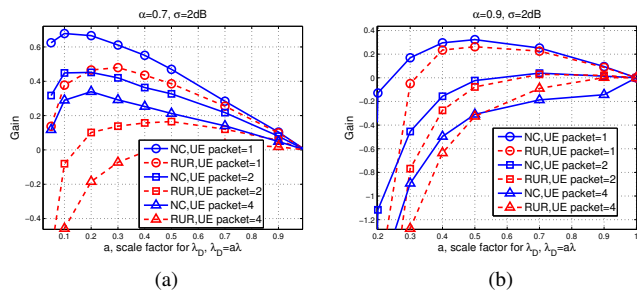 α=0.7, σ=2dB
Gain
0.6
0.4
0.2
0
0.2
0.4
NC,UE packet=1
RUR,UE packet=1
NC,UE packet=2
RUR,UE packet=2
NC,UE packet=4
RUR,UE packet=4
0.1 0.2 0.3 0.4 0.5 0.7 0.9
a, scale factor for λD, λD=aλ
(a)
α=0.9, σ=2dB
Gain
0.4
0.2
0
-0.2
-0.4
-0.6
-0.8
-1
-1.2
NC,UE packet=1
RUR,UE packet=1
NC,UE packet=2
RUR,UE packet=2
NC,UE packet=4
RUR,UE packet=4
0.2 0.3 0.4 0.5 0.7 0.9 1
a, scale factor for λD, λD=aλ
(b)